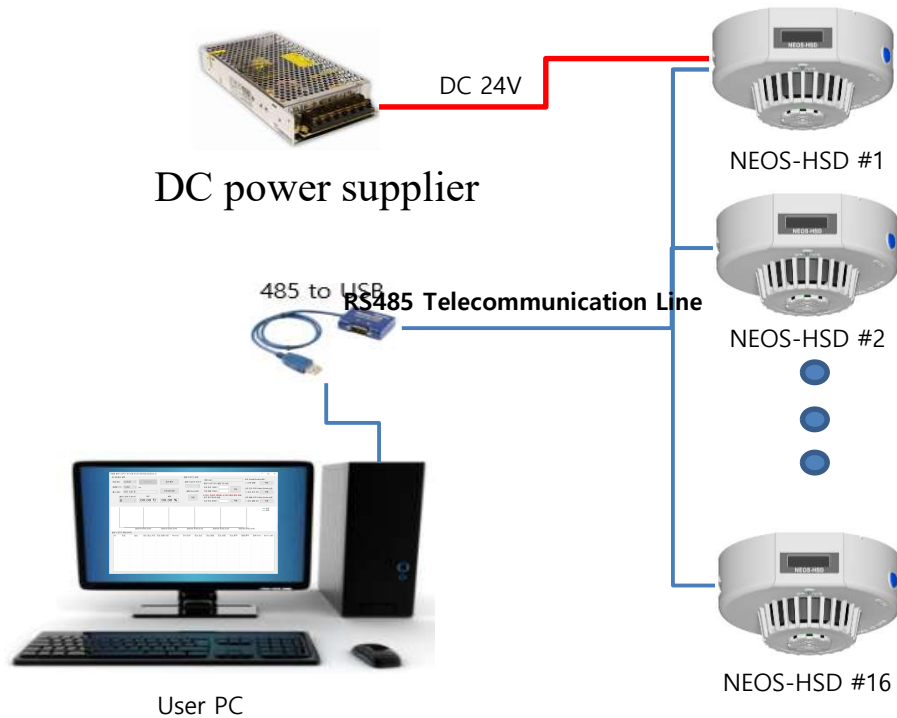 NEOS-HSD
DC 24V
NEOS-HSD #1
DC power supplier
NEOS-HSD
485 to USB
RS485 Telecommunication Line
NEOS-HSD #2
NEOS-HSD
NEOS-HSD #16
User PC